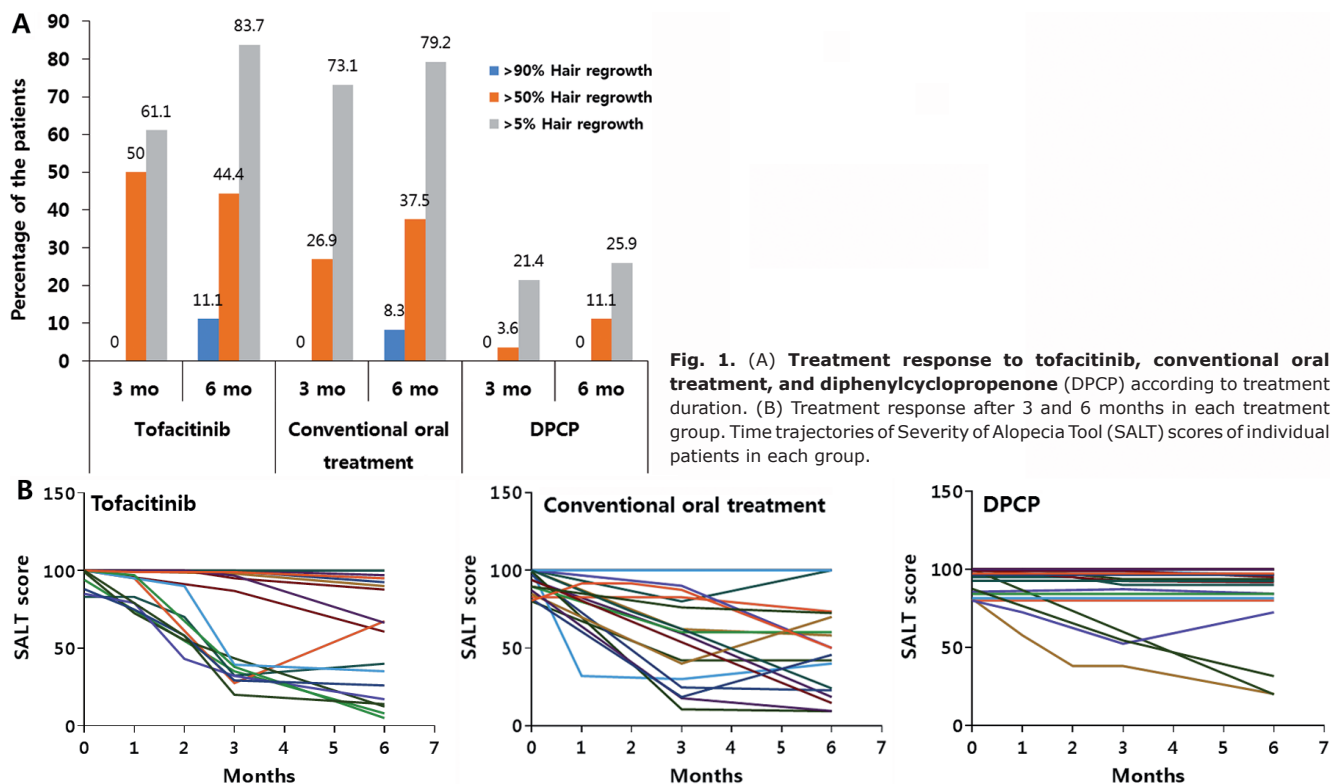 A
Percentage of the patients
90
80
70
60
50
40
30
20
10
0
0
50
61.1
11.1
44.4
83.7
0
26.9
73.1
8.3
37.5
79.2
0
3.6
21.4
0
11.1
25.9
>90% Hair regrowth
>50% Hair regrowth
>5% Hair regrowth
3 mo 6 mo 3 mo 6 mo 3 mo 6 mo
Tofacitinib Conventional oral treatment DPCP
Fig. 1. (A) Treatment response to tofacitinib, conventional oral
treatment, and diphenylcyclopropenone (DPCP) according to treatment
duration. (B) Treatment response after 3 and 6 months in each treatment
group. Time trajectories of Severity of Alopecia Tool (SALT) scores of individual
patients in each group.
B
Tofacitinib
SALT score
150
100
50
0
0 1 2 3 4 5 6 7
Months
Conventional oral treatment
SALT score
150
100
50
0
0 1 2 3 4 5 6 7
Months
DPCP
SALT score
150
100
50
0
0 1 2 3 4 5 6 7
Months